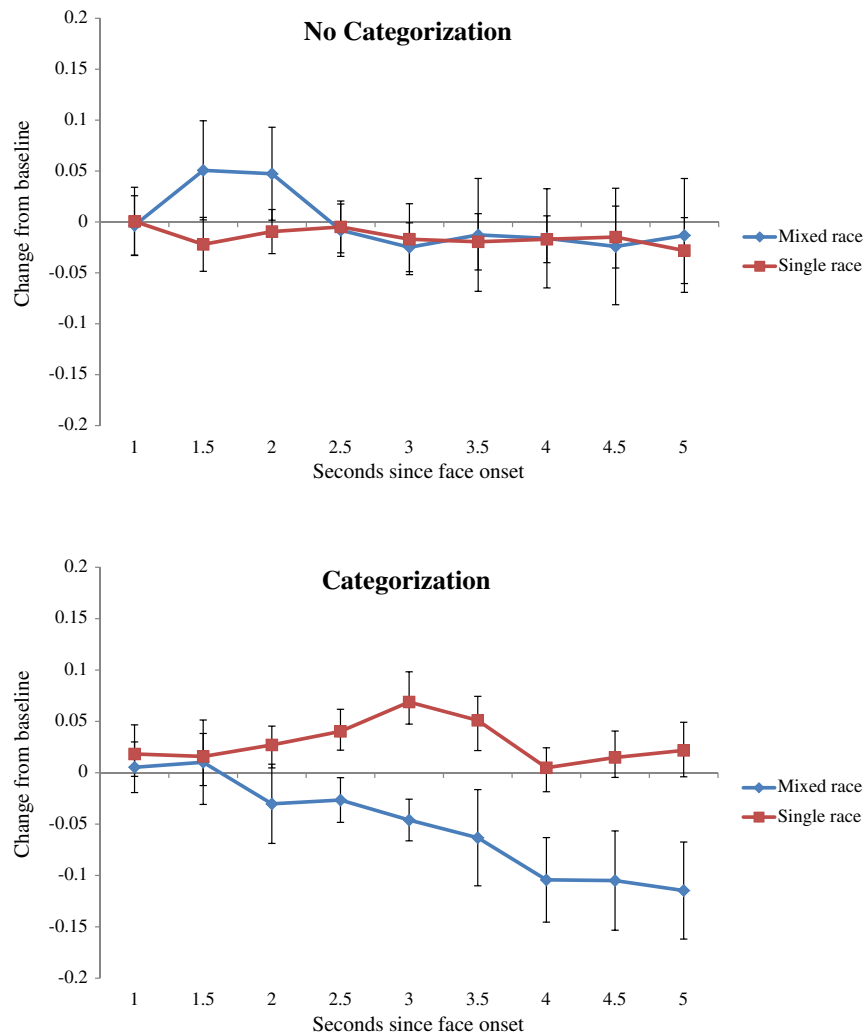 No Categorization
Change from baseline
0.2
0.15
0.1
0.05
0
-0.05
-0.1
-0.15
-0.2
1 1.5 2 2.5 3 3.5 4 4.5 5
Seconds since face onset
Mixed race
Single race
Categorization
Change from baseline
0.2
0.15
0.1
0.05
0
-0.05
-0.1
-0.15
-0.2
1 1.5 2 2.5 3 3.5 4 4.5 5
Seconds since face onset
Mixed race
Single race